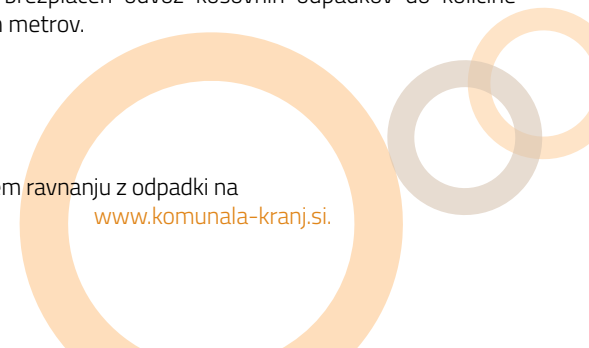 brezplačen odvoz kosovnih odpadkov do količine
metrov.
ravnanju z odpadki na
www.komunala-kranj.si.